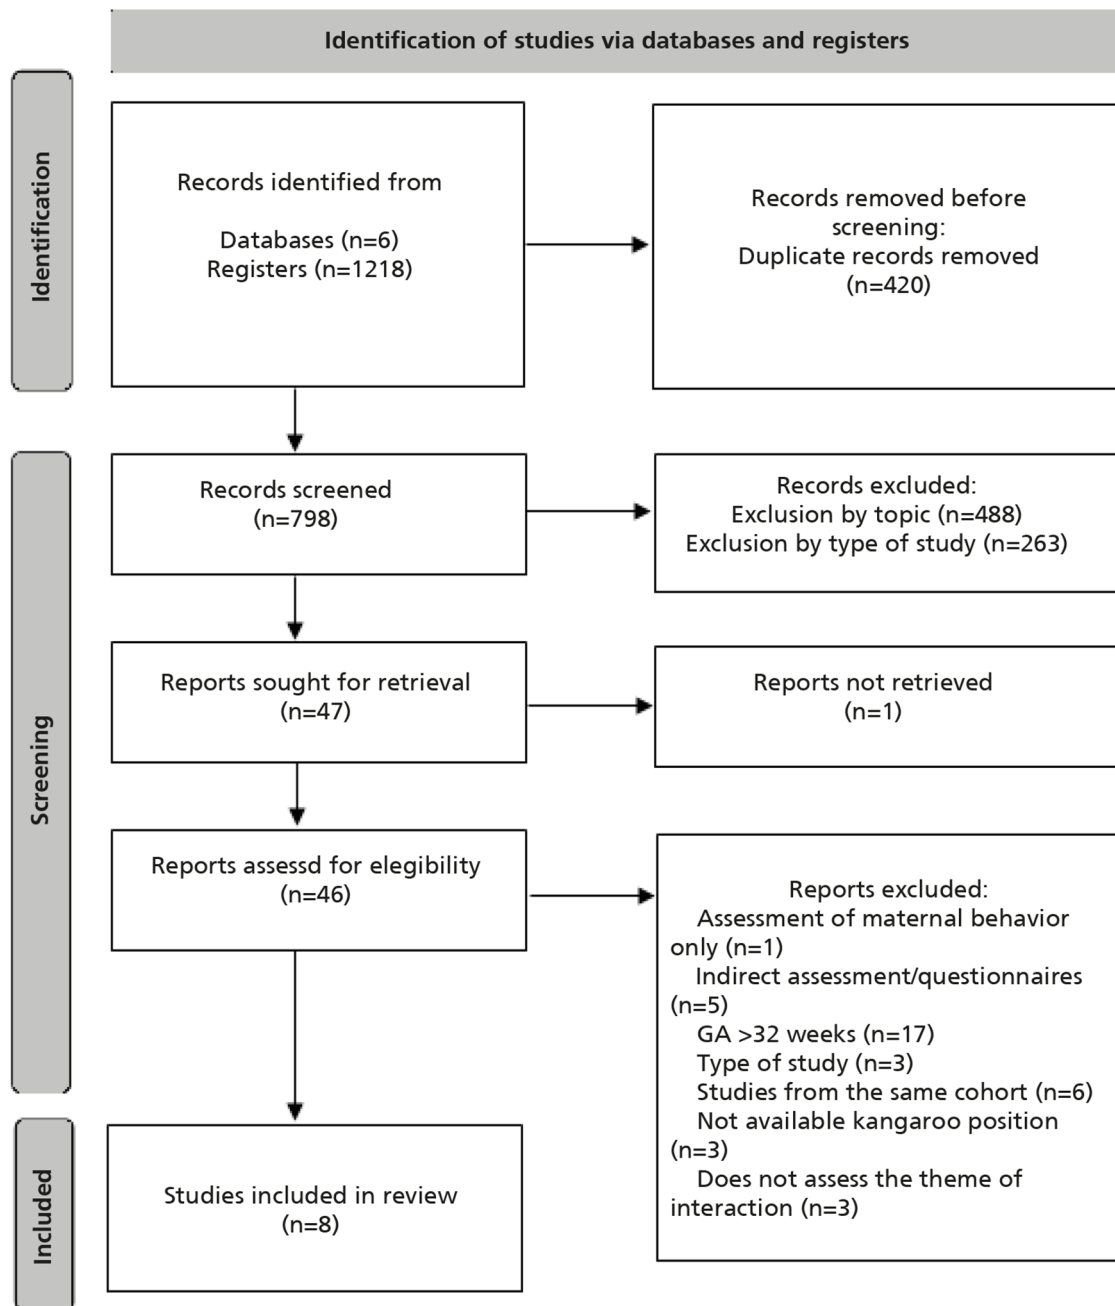 Identification of studies via databases and registers
Identification
Records identified from
Databases (n=6)
Registers (n=1218)
Records removed before
screening:
Duplicate records removed
(n=420)
Screening
Records screened
(n=798)
Records excluded:
Exclusion by topic (n=488)
Exclusion by type of study (n=263)
Reports sought for retrieval
(n=47)
Reports not retrieved
(n=1)
Reports assessd for elegibility
(n=46)
Reports excluded:
Assessment of maternal behavior
only (n=1)
Indirect assessment/questionnaires
(n=5)
GA >32 weeks (n=17)
Type of study (n=3)
Studies from the same cohort (n=6)
Not available kangaroo position
(n=3)
Does not assess the theme of
interaction (n=3)
Included
Studies included in review
(n=8)